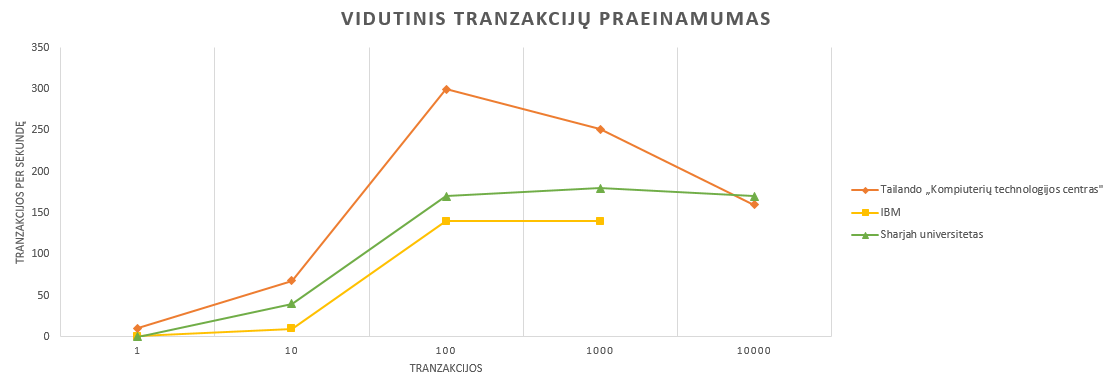 VIDUTINIS TRANZAKCIJŲ PRAEINAMUMAS
350
300
250
200
150
100
50
0
TRANZAKCIJOS PER SEKUNDĘ
1 10 100 1000 10000
TRANZAKCIJOS
Tailando „Kompiuterių technologijos centras"
IBM
Sharjah universitetas